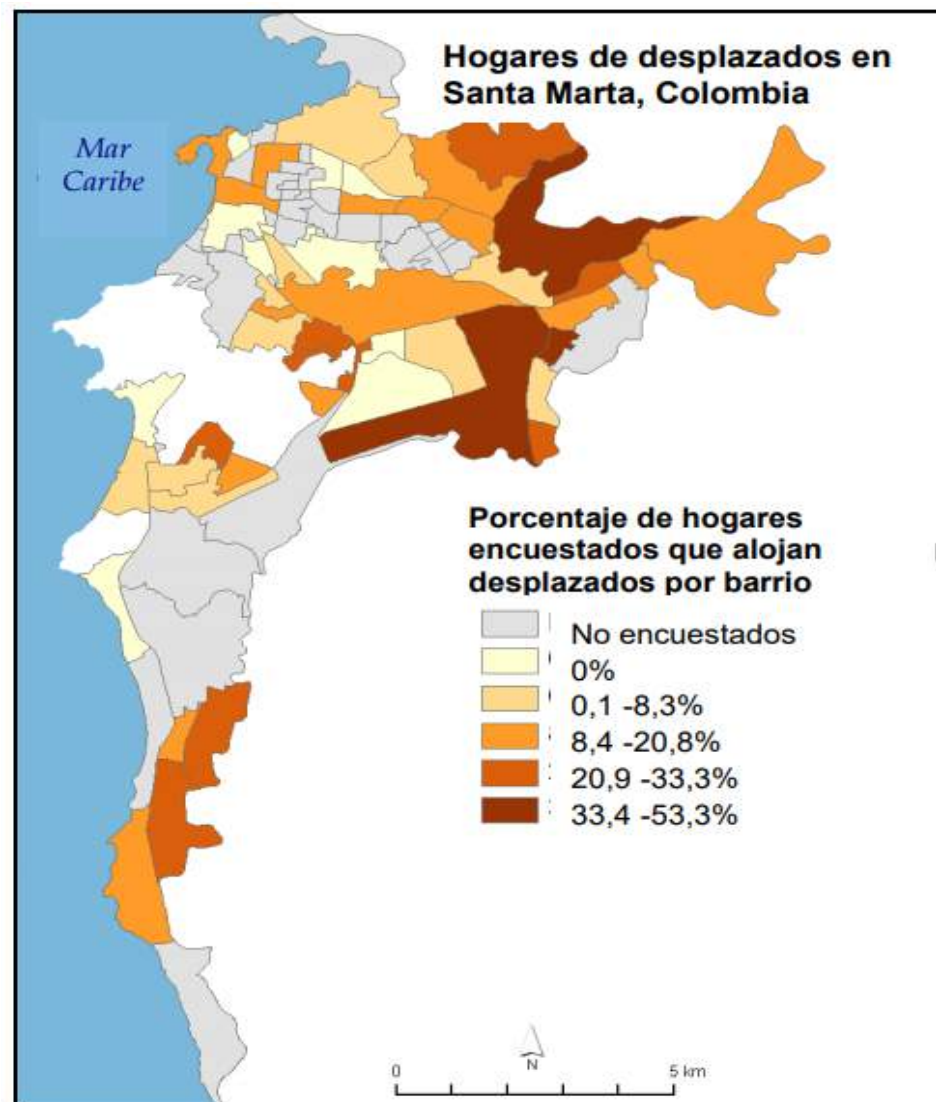 Hogares de desplazados en
Santa Marta, Colombia
Mar
Caribe
Porcentaje de hogares
encuestados que alojan
desplazados por barrio
No encuestados
0%
0,1 -8,3%
8,4 -20,8%
20,9 -33,3%
33,4 -53,3%
N
0 5 km